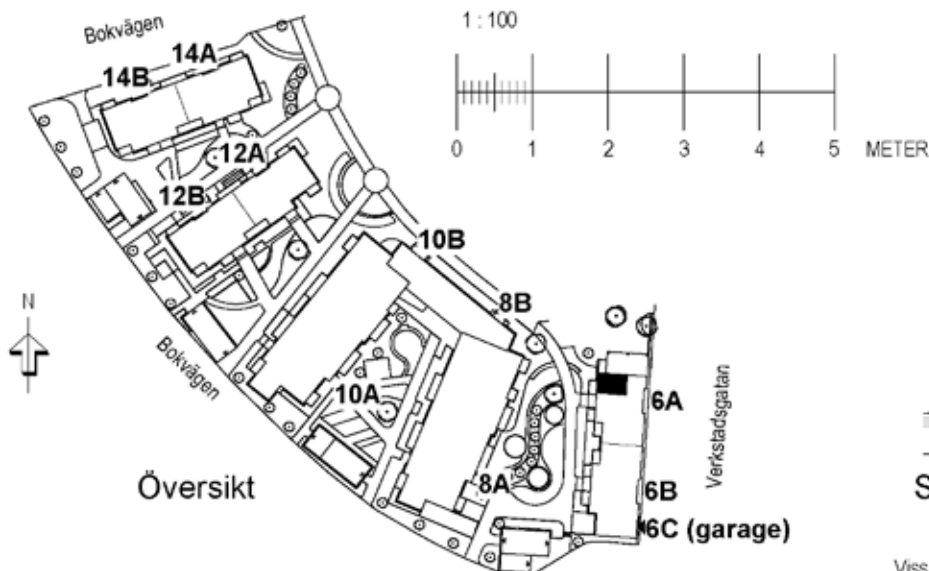 Bokvägen
1 : 100
14A
14B
0 1 2 3 4 5 METER
12A
12B
10B
N
8B
Bokvägen
10A
6A
Verkstadsgatan
Översikt
8A
6B
S
6C (garage)
Viss